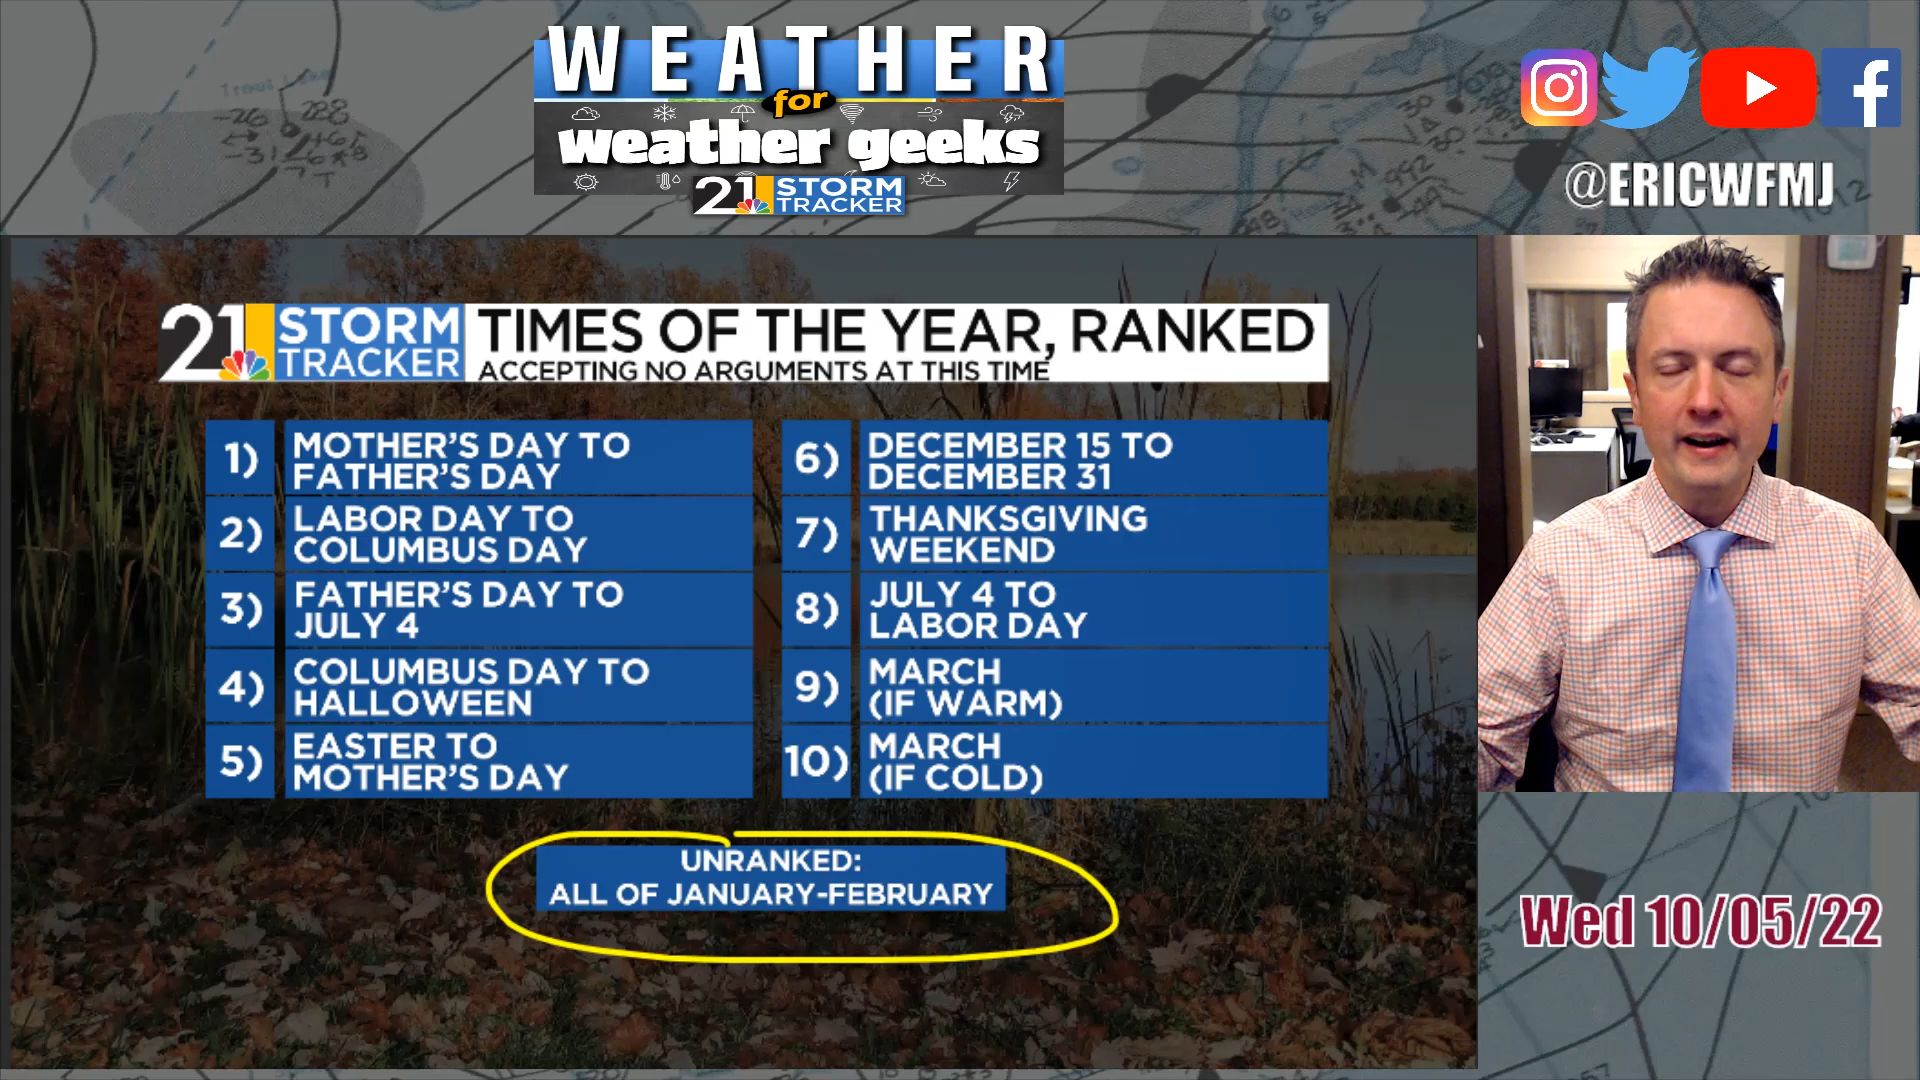 WEATHER
for
weather geeks
21 STORM
TRACKER
@ERICWFMJ
21 STORM
TRACKER
TIMES OF THE YEAR, RANKED
ACCEPTING NO ARGUMENTS AT THIS TIME
1) MOTHER'S DAY TO
FATHER'S DAY
2) LABOR DAY TO
COLUMBUS DAY
3) FATHER'S DAY TO
JULY 4
4) COLUMBUS DAY TO
HALLOWEEN
5) EASTER TO
MOTHER'S DAY
6) DECEMBER 15 TO
DECEMBER 31
7) THANKSGIVING
WEEKEND
8) JULY 4 TO
LABOR DAY
9) MARCH
(IF WARM)
10) MARCH
(IF COLD)
UNRANKED:
ALL OF JANUARY-FEBRUARY
Wed 10/05/22